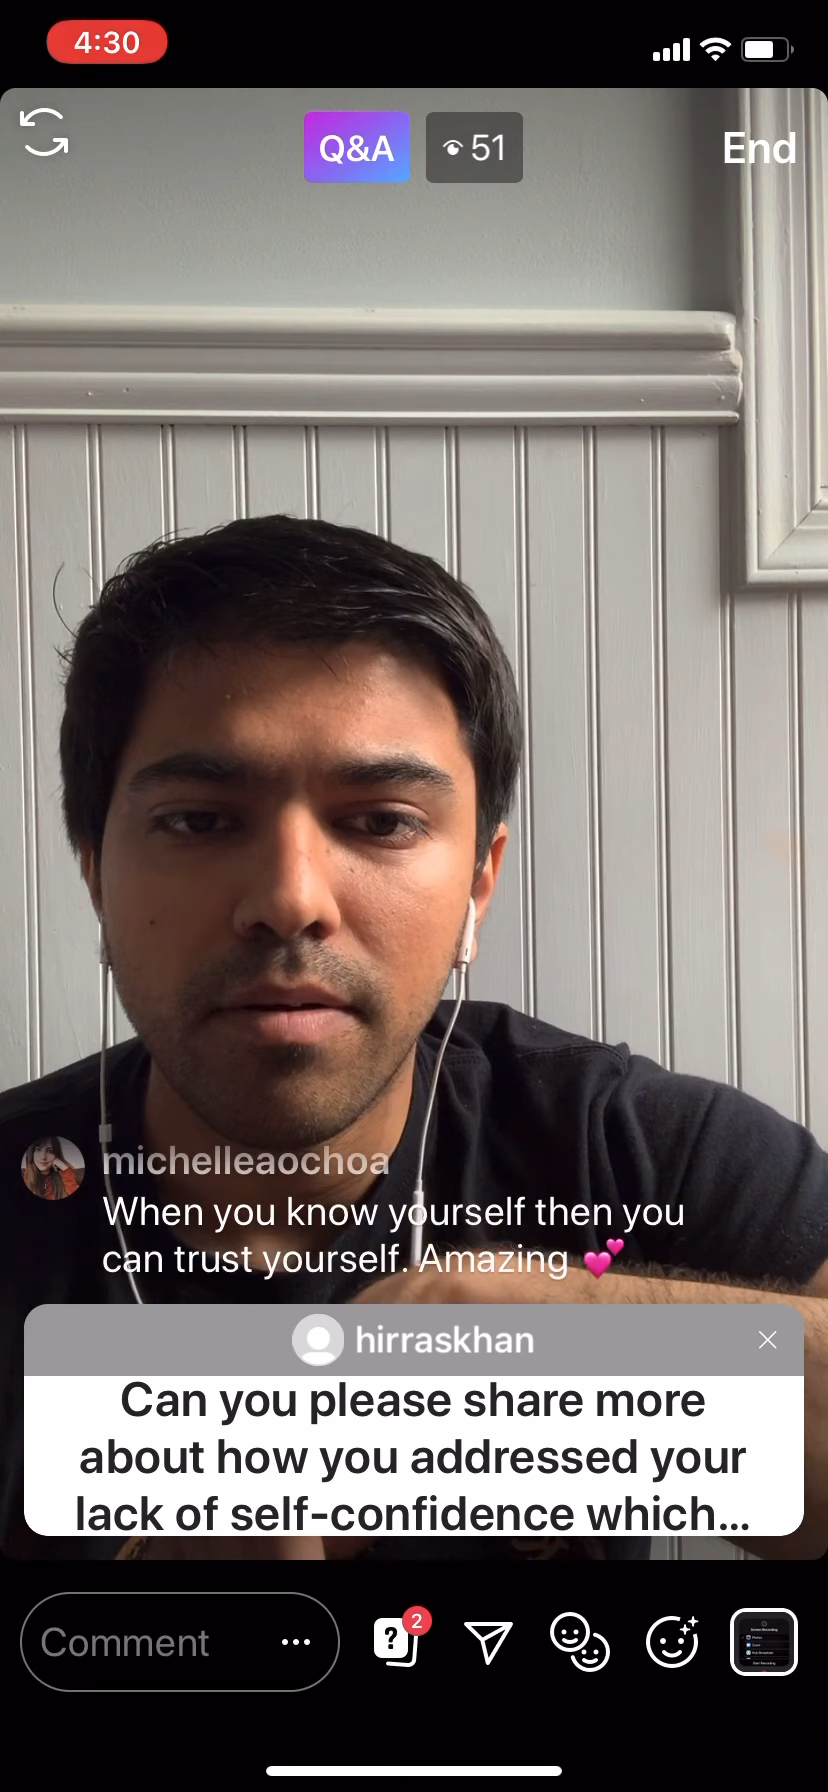 4:30
Q&A
51
End
michelleaochoa
When you know yourself then you
can trust yourself. Amazing 💕
hirraskhan
Can you please share more
about how you addressed your
lack of self-confidence which...
Comment
2